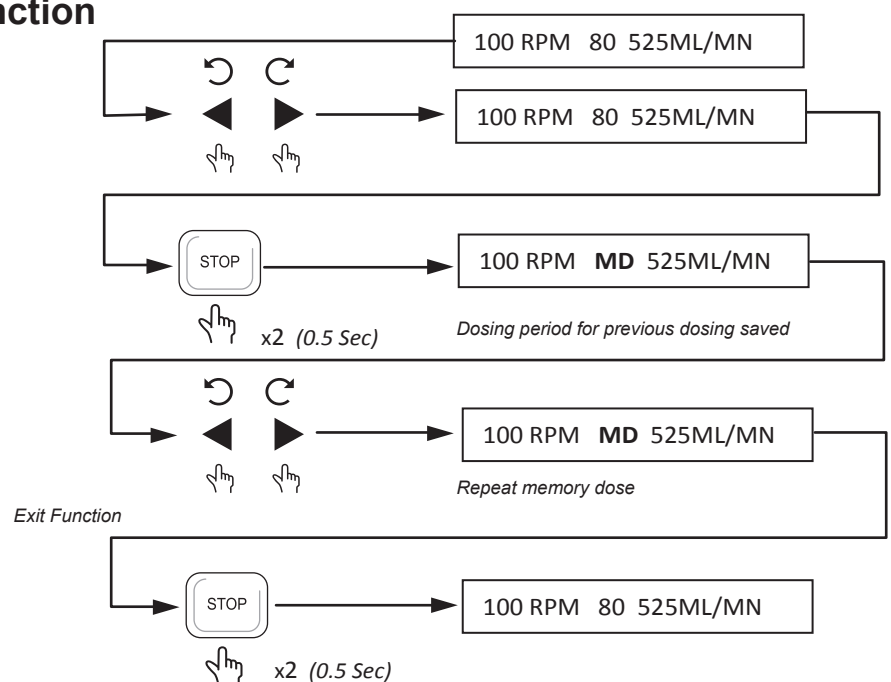 100 RPM 80 525ML/MN
100 RPM 80 525ML/MN
STOP
100 RPM MD 525ML/MN
x2 (0.5 Sec)
Dosing period for previous dosing saved
100 RPM MD 525ML/MN
Repeat memory dose
Exit Function
STOP
100 RPM 80 525ML/MN
x2 (0.5 Sec)